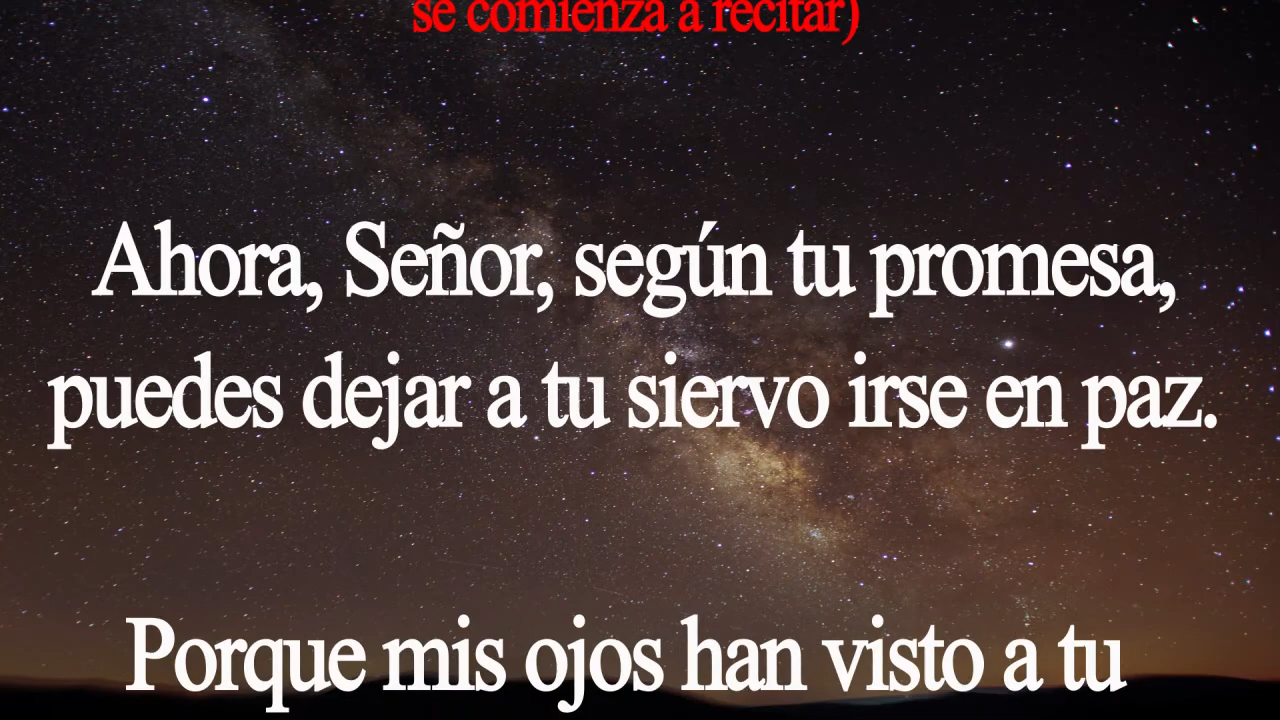 se comienza a recitar)
Ahora, Señor, según tu promesa,
puedes dejar a tu siervo irse en paz.
Porque mis ojos han visto a tu